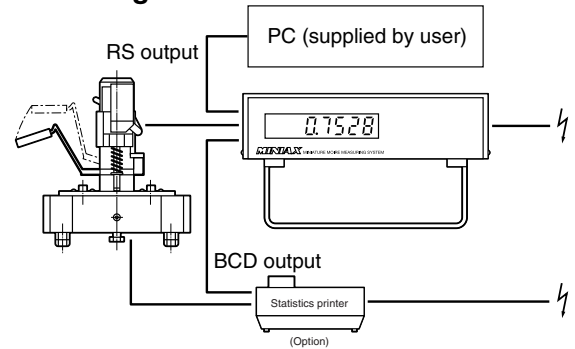 PC (supplied by user)
RS output
0.7528
MINIAX MINIATURE MOIRE MEASURING SYSTEM
BCD output
Statistics printer
(Option)